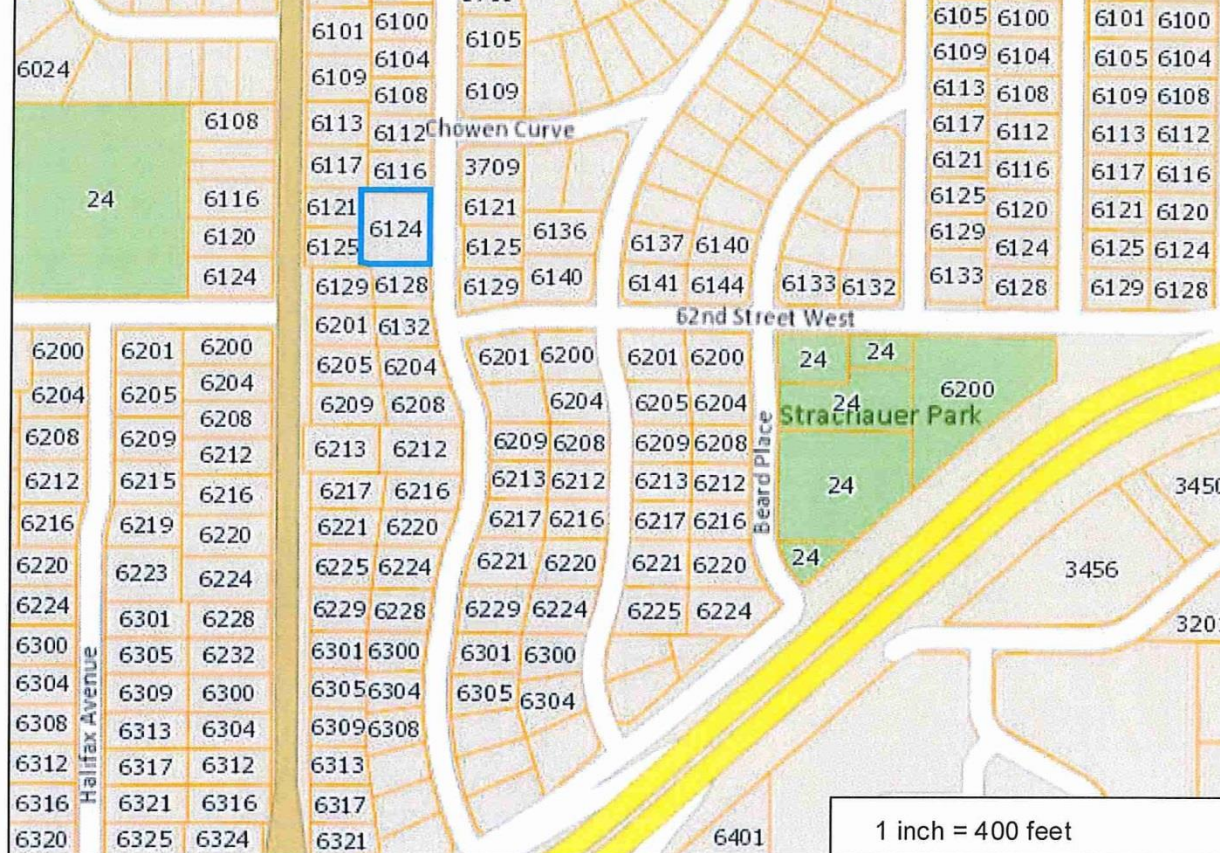 6101 6100 6105 6100 6101 6100
6105
6104
6024 6109 6109 6104 6105 6104
6108 6109
6113 6108 6109 6108
6108 6113 6112 Chowen Curve
6117 6112 6113 6112
6117 6116 3709
6121 6116 6117 6116
24 6116 6121 6124 6121
6125 6120 6121 6120
6120 6125 6125 6136 6137 6140
6129 6124 6125 6124
6124 6129 6128 6129 6140 6141 6144 6133 6132
6133 6128 6129 6128
62nd Street West
6200 6201 6200 6201 6132 6201 6200 6201 6200 24 24
6204 6205 6204 6205 6204 6204 6205 6204 24 6200
Strachauer Park
6208 6209 6208 6209 6208 6209 6208 6209 6208
6212 6215 6212 6213 6212 6213 6212 6213 6212 24
Beard Place
3450
6216 6219 6216 6217 6216 6217 6216 6217 6216
6220 6223 6220 6221 6220 6221 6220 6221 6220 24
6224 6224 6225 6224 6229 6224 6225 6224 3456
6301 6228 6229 6228
6300 6305 6232 6301 6300 6301 6300
6304 6309 6300 6305 6304 6305 6304
Halifax Avenue
6308 6313 6304 6309 6308
6312 6317 6312 6313
6316 6321 6316 6317
6320 6325 6324 6321 6401
1 inch = 400 feet